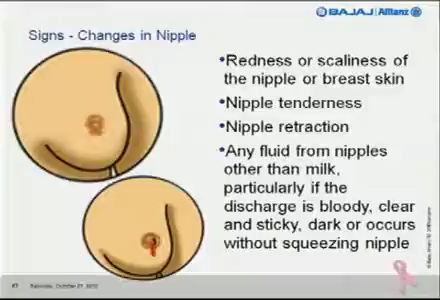 BAJAJ Allianz
Signs - Changes in Nipple
•Redness or scaliness of
the nipple or breast skin
•Nipple tenderness
•Nipple retraction
•Any fluid from nipples
other than milk,
particularly if the
discharge is bloody, clear
and sticky, dark or occurs
without squeezing nipple